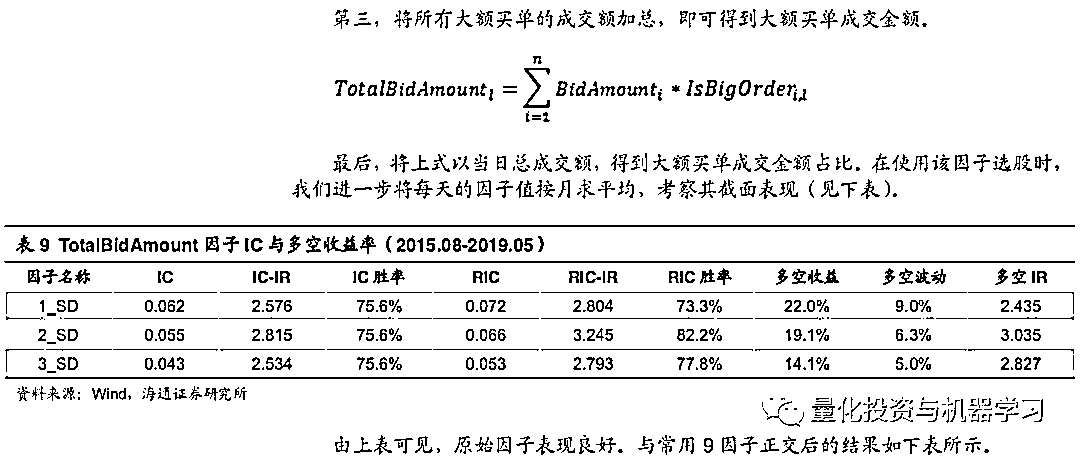 第三，将所有大额买单的成交额加总，即可得到大额买单成交金额。
n
TotalBidAmount_l = ∑ BidAmount_i * IsBigOrder_{i,l}
i=1
最后，将上式以当日总成交额，得到大额买单成交金额占比。在使用该因子选股时，
我们进一步将每天的因子值按月求平均，考察其截面表现（见下表）。
表 9 TotalBidAmount 因子 IC 与多空收益率（2015.08-2019.05）
因子名称 IC IC-IR IC 胜率 RIC RIC-IR RIC 胜率 多空收益 多空波动 多空 IR
1_SD 0.062 2.576 75.6% 0.072 2.804 73.3% 22.0% 9.0% 2.435
2_SD 0.055 2.815 75.6% 0.066 3.245 82.2% 19.1% 6.3% 3.035
3_SD 0.043 2.534 75.6% 0.053 2.793 77.8% 14.1% 5.0% 2.827
资料来源：Wind，海通证券研究所
量化投资与机器学习
由上表可见，原始因子表现良好。与常用 9 因子正交后的结果如下表所示。